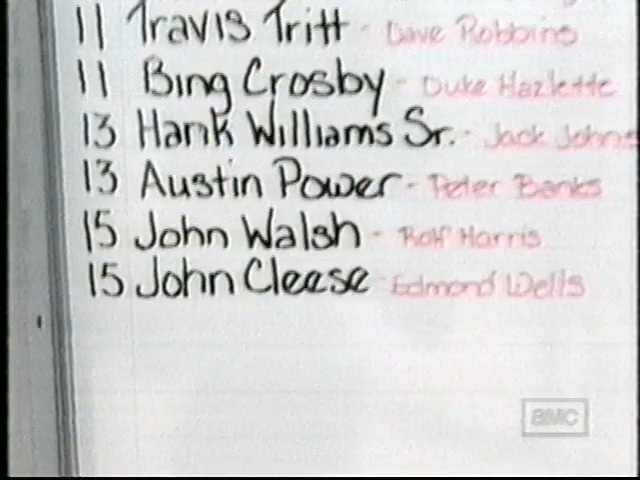 11 Travis Tritt - Dave Robbins
11 Bing Crosby - Duke Hazlette
13 Hank Williams Sr. - Jack Johns
13 Austin Power - Peter Banks
15 John Walsh - Rolf Harris
15 John Clease Edmond Wells
AMC